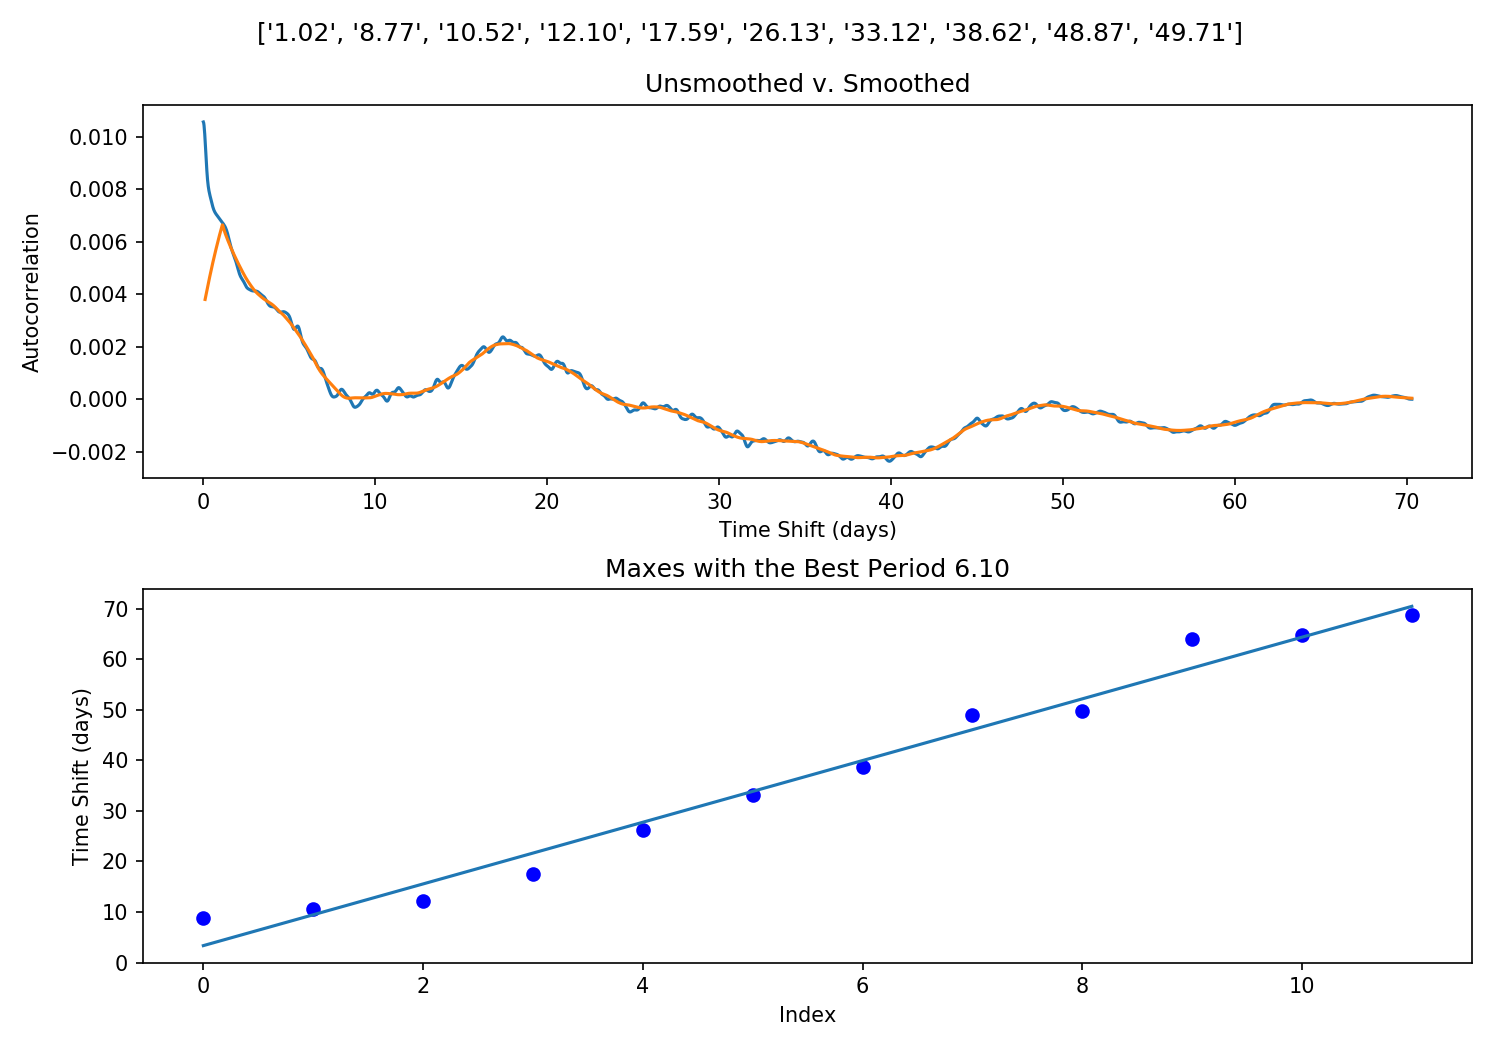 ['1.02', '8.77', '10.52', '12.10', '17.59', '26.13', '33.12', '38.62', '48.87', '49.71']
Unsmoothed v. Smoothed
Autocorrelation
0.010
0.008
0.006
0.004
0.002
0.000
−0.002
0 10 20 30 40 50 60 70
Time Shift (days)
Maxes with the Best Period 6.10
Time Shift (days)
70
60
50
40
30
20
10
0
0 2 4 6 8 10
Index